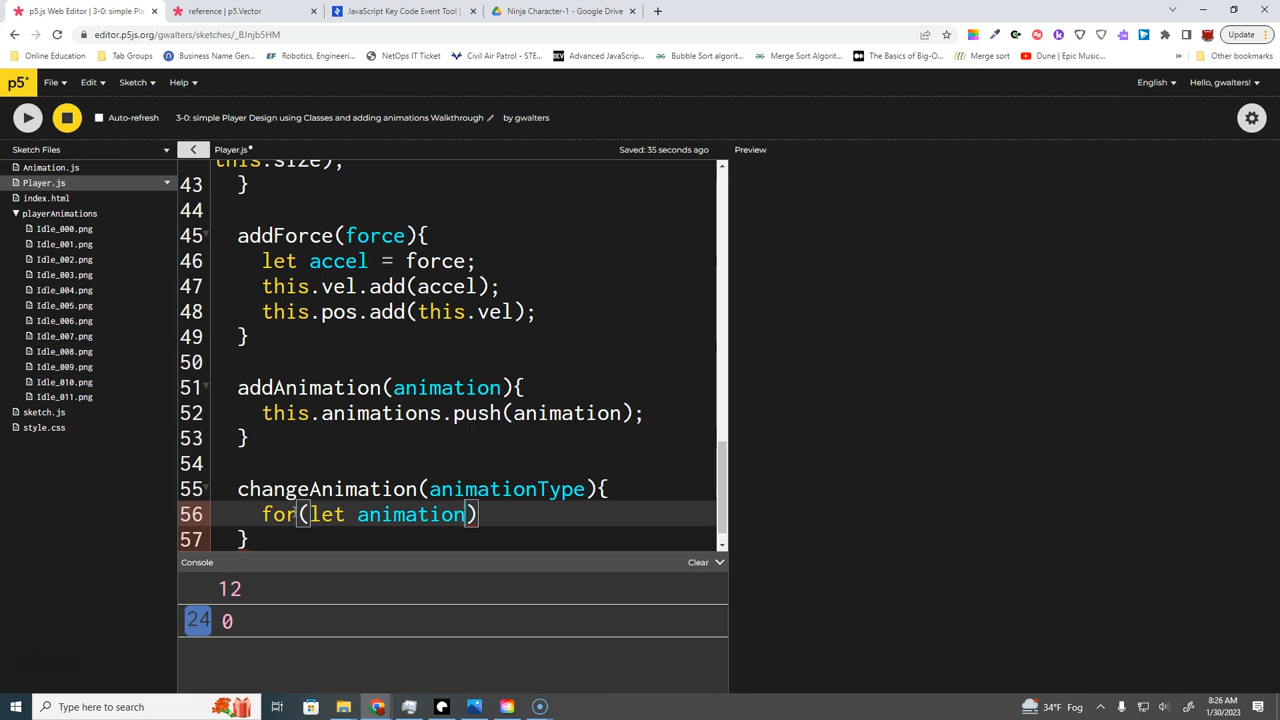 p5.js Web Editor | 3-0: simple Pla
reference | p5.Vector
JavaScript Key Code Event Tool |
Ninja Character-1 - Google Drive
editor.p5js.org/gwalters/sketches/_BJnjb5HM
Update
Online Education
Tab Groups
Business Name Gen...
Robotics, Engineerin...
NetOps IT Ticket
Civil Air Patrol - STE...
Advanced JavaScrip...
Bubble Sort algorith...
Merge Sort Algorith...
The Basics of Big-O...
Merge sort
Dune | Epic Music...
»
Other bookmarks
p5*
File
Edit
Sketch
Help
English
Hello, gwalters!
Auto-refresh
3-0: simple Player Design using Classes and adding animations Walkthrough
by gwalters
Sketch Files
Player.js
Saved: 35 seconds ago
Preview
Animation.js
Player.js
index.html
playerAnimations
Idle_000.png
Idle_001.png
Idle_002.png
Idle_003.png
Idle_004.png
Idle_005.png
Idle_006.png
Idle_007.png
Idle_008.png
Idle_009.png
Idle_010.png
Idle_011.png
sketch.js
style.css
this.size);
43 }
44
45 addForce(force){
46 let accel = force;
47 this.vel.add(accel);
48 this.pos.add(this.vel);
49 }
50
51 addAnimation(animation){
52 this.animations.push(animation);
53 }
54
55 changeAnimation(animationType){
56 for(let animation)
57 }
Console
Clear
12
24 0
Type here to search
34°F Fog
8:26 AM
1/30/2023